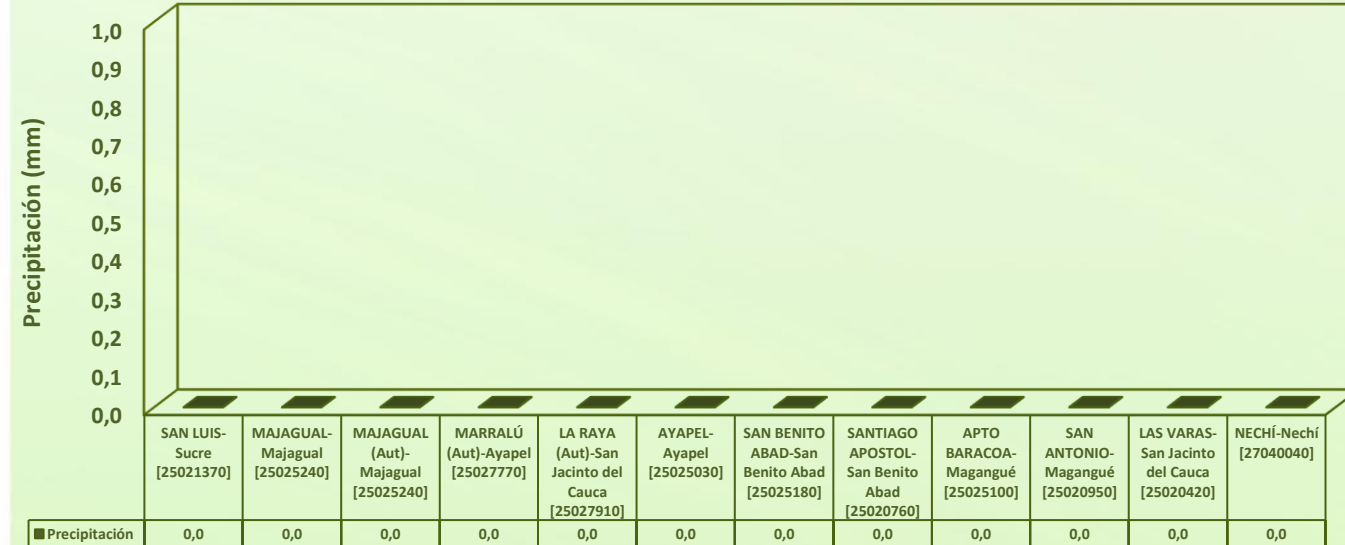 Precipitación (mm)
1,0
0,9
0,8
0,7
0,6
0,5
0,4
0,3
0,2
0,1
0,0
SAN LUIS-
Sucre
[25021370]
MAJAGUAL-
Majagual
[25025240]
MAJAGUAL
(Aut)-
Majagual
[25025240]
MARRALÚ
(Aut)-Ayapel
[25027770]
LA RAYA
(Aut)-San
Jacinto del
Cauca
[25027910]
AYAPEL-
Ayapel
[25025030]
SAN BENITO
ABAD-San
Benito Abad
[25025180]
SANTIAGO
APOSTOL-
San Benito
Abad
[25020760]
APTO
BARACOA-
Magangué
[25025100]
SAN
ANTONIO-
Magangué
[25020950]
LAS VARAS-
San Jacinto
del Cauca
[25020420]
NECHÍ-Nechí
[27040040]
Precipitación 0,0 0,0 0,0 0,0 0,0 0,0 0,0 0,0 0,0 0,0 0,0 0,0